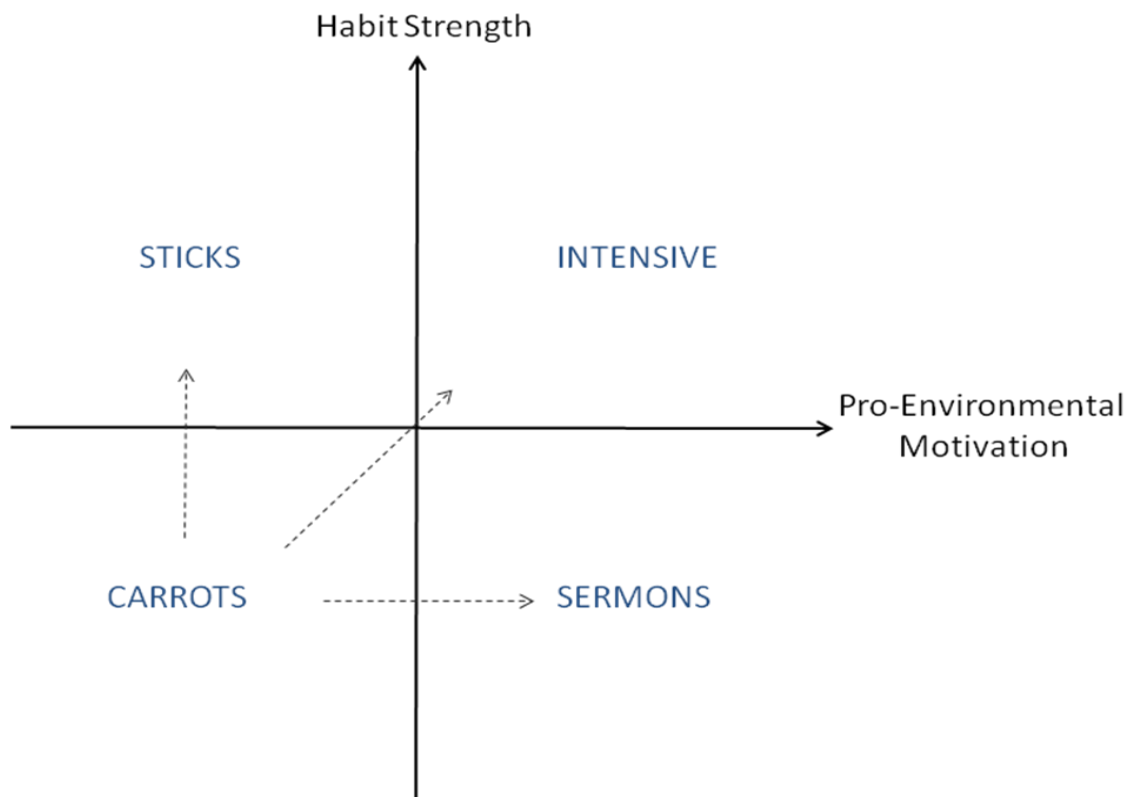 Habit Strength
STICKS
INTENSIVE
Pro-Environmental
Motivation
CARROTS
SERMONS